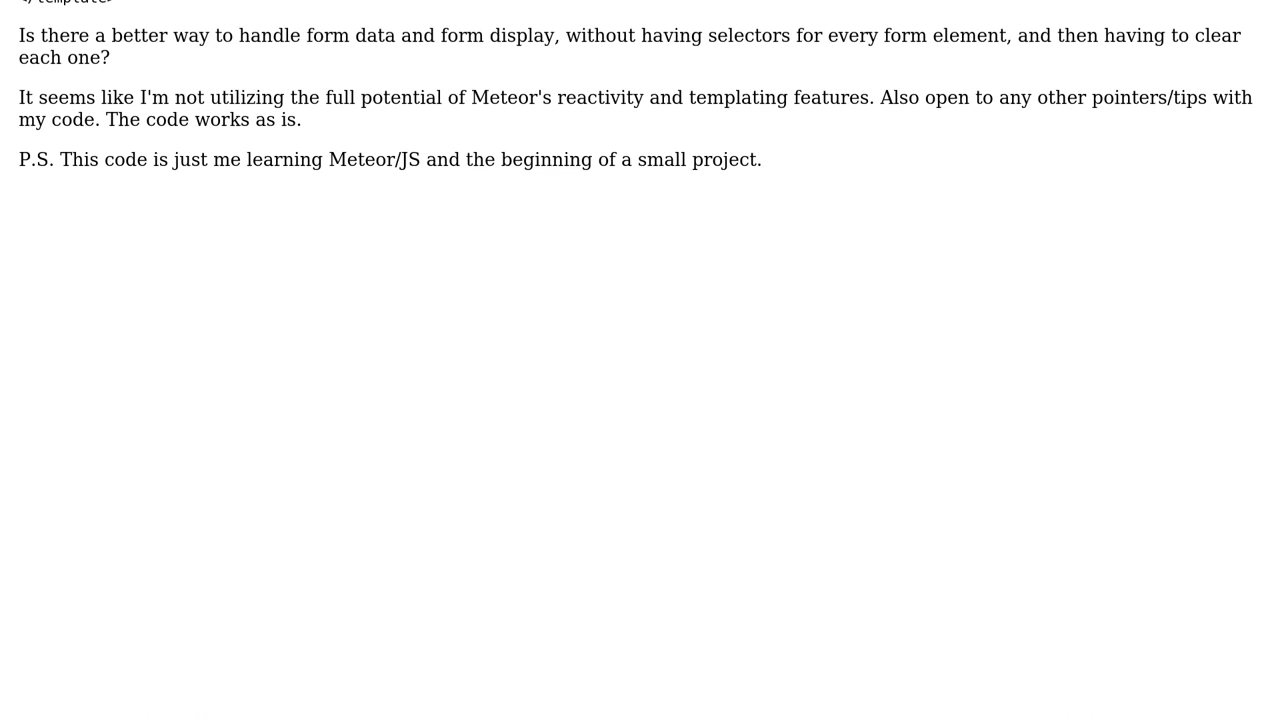 </template>
Is there a better way to handle form data and form display, without having selectors for every form element, and then having to clear
each one?
It seems like I'm not utilizing the full potential of Meteor's reactivity and templating features. Also open to any other pointers/tips with
my code. The code works as is.
P.S. This code is just me learning Meteor/JS and the beginning of a small project.